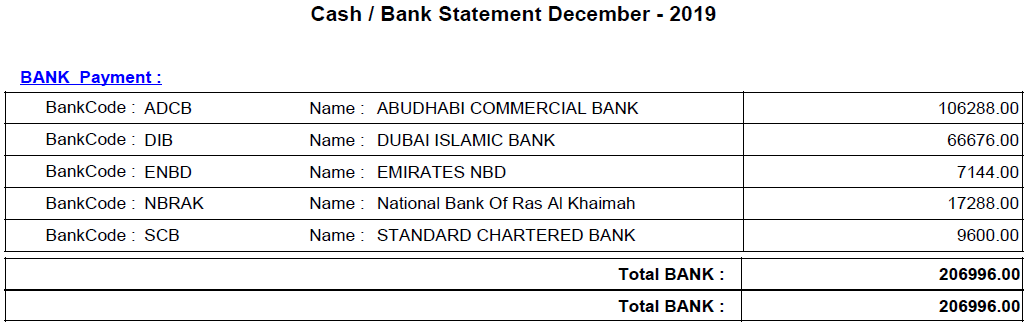 Cash / Bank Statement December - 2019
BANK Payment :
BankCode : ADCB Name : ABUDHABI COMMERCIAL BANK 106288.00
BankCode : DIB Name : DUBAI ISLAMIC BANK 66676.00
BankCode : ENBD Name : EMIRATES NBD 7144.00
BankCode : NBRAK Name : National Bank Of Ras Al Khaimah 17288.00
BankCode : SCB Name : STANDARD CHARTERED BANK 9600.00
Total BANK : 206996.00
Total BANK : 206996.00